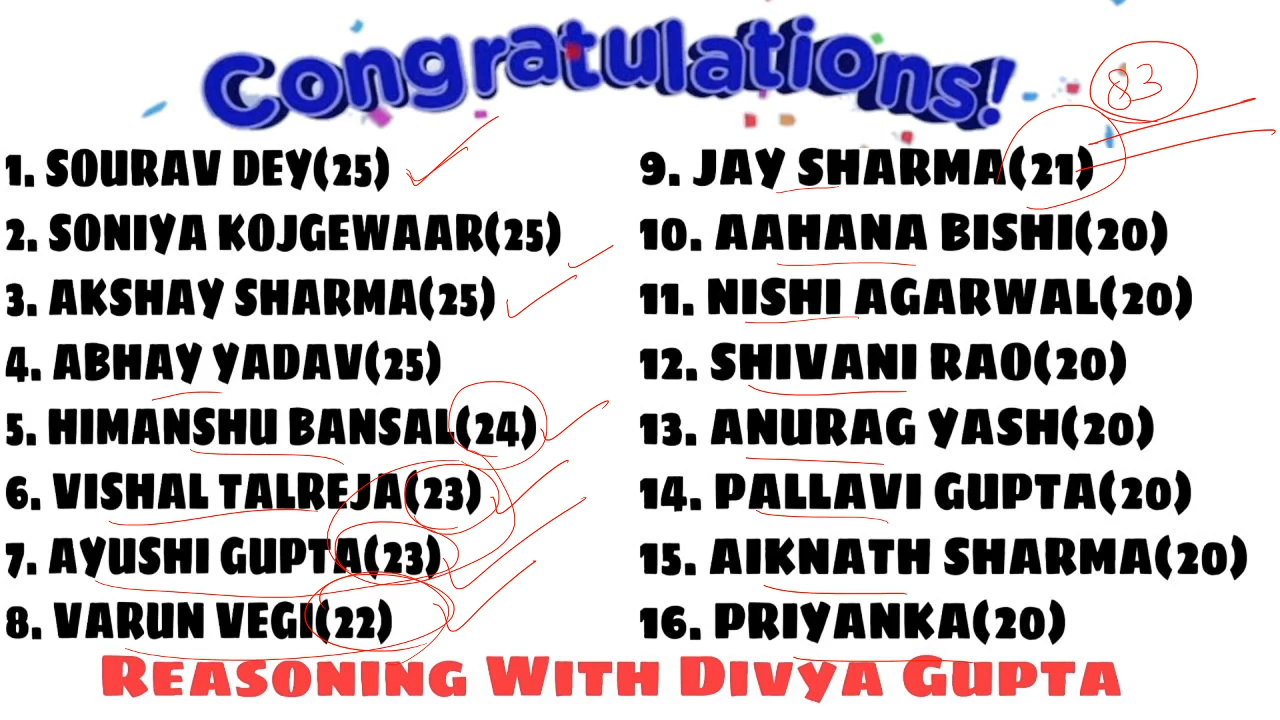 Congratulations!
83
1. SOURAV DEY(25)
2. SONIYA KOJGEWAAR(25)
3. AKSHAY SHARMA(25)
4. ABHAY YADAV(25)
5. HIMANSHU BANSAL(24)
6. VISHAL TALREJA(23)
7. AYUSHI GUPTA(23)
8. VARUN VEGI(22)
9. JAY SHARMA(21)
10. AAHANA BISHI(20)
11. NISHI AGARWAL(20)
12. SHIVANI RAO(20)
13. ANURAG YASH(20)
14. PALLAVI GUPTA(20)
15. AIKNATH SHARMA(20)
16. PRIYANKA(20)
REASONING WITH DIVYA GUPTA